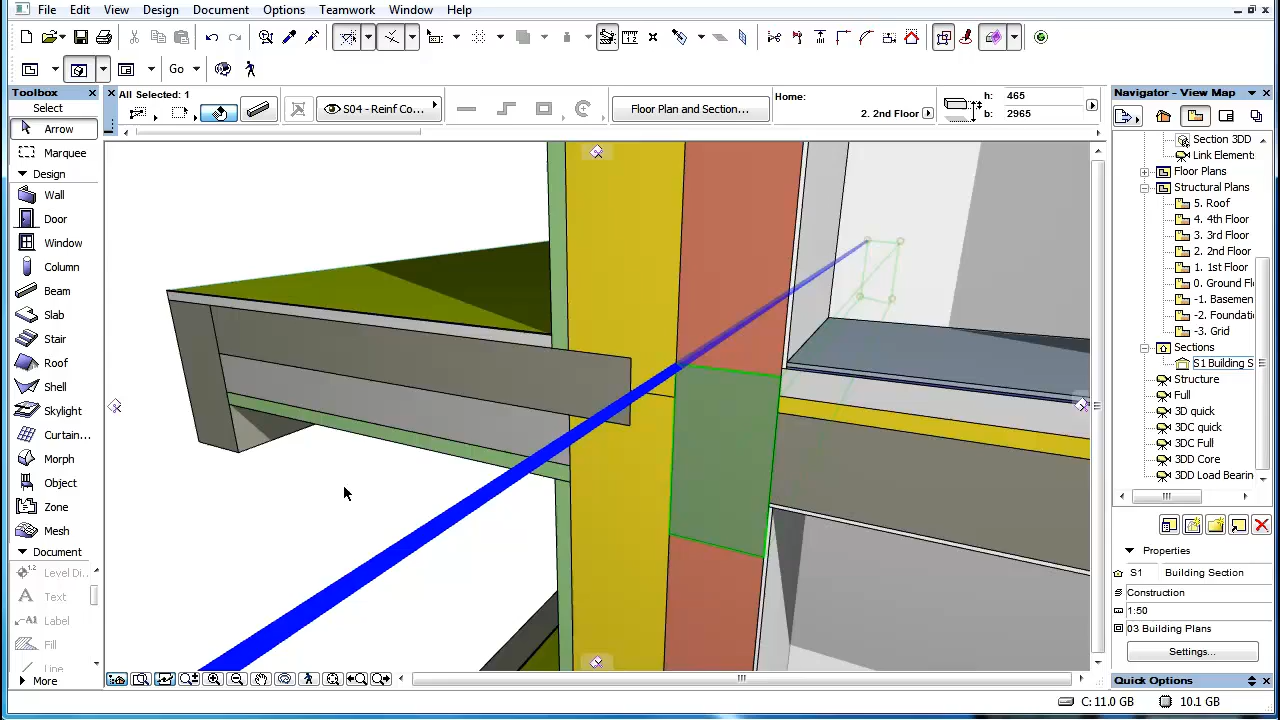 File Edit View Design Document Options Teamwork Window Help
Go
Toolbox
Select
Arrow
Marquee
Design
Wall
Door
Window
Column
Beam
Slab
Stair
Roof
Shell
Skylight
Curtain...
Morph
Object
Zone
Mesh
Document
Level Di...
Text
Label
Fill
Line
More
All Selected: 1
S04 - Reinf Co...
Floor Plan and Section...
Home:
2. 2nd Floor
h: 465
b: 2965
Navigator - View Map
Section 3DD
Link Element
Floor Plans
Structural Plans
5. Roof
4. 4th Floor
3. 3rd Floor
2. 2nd Floor
1. 1st Floor
0. Ground Fl
-1. Basemen
-2. Foundatio
-3. Grid
Sections
S1 Building S
Structure
Full
3D quick
3DC quick
3DC Full
3DD Core
3DD Load Bearin
Properties
S1 Building Section
Construction
1:50
03 Building Plans
Settings...
Quick Options
C: 11.0 GB 10.1 GB